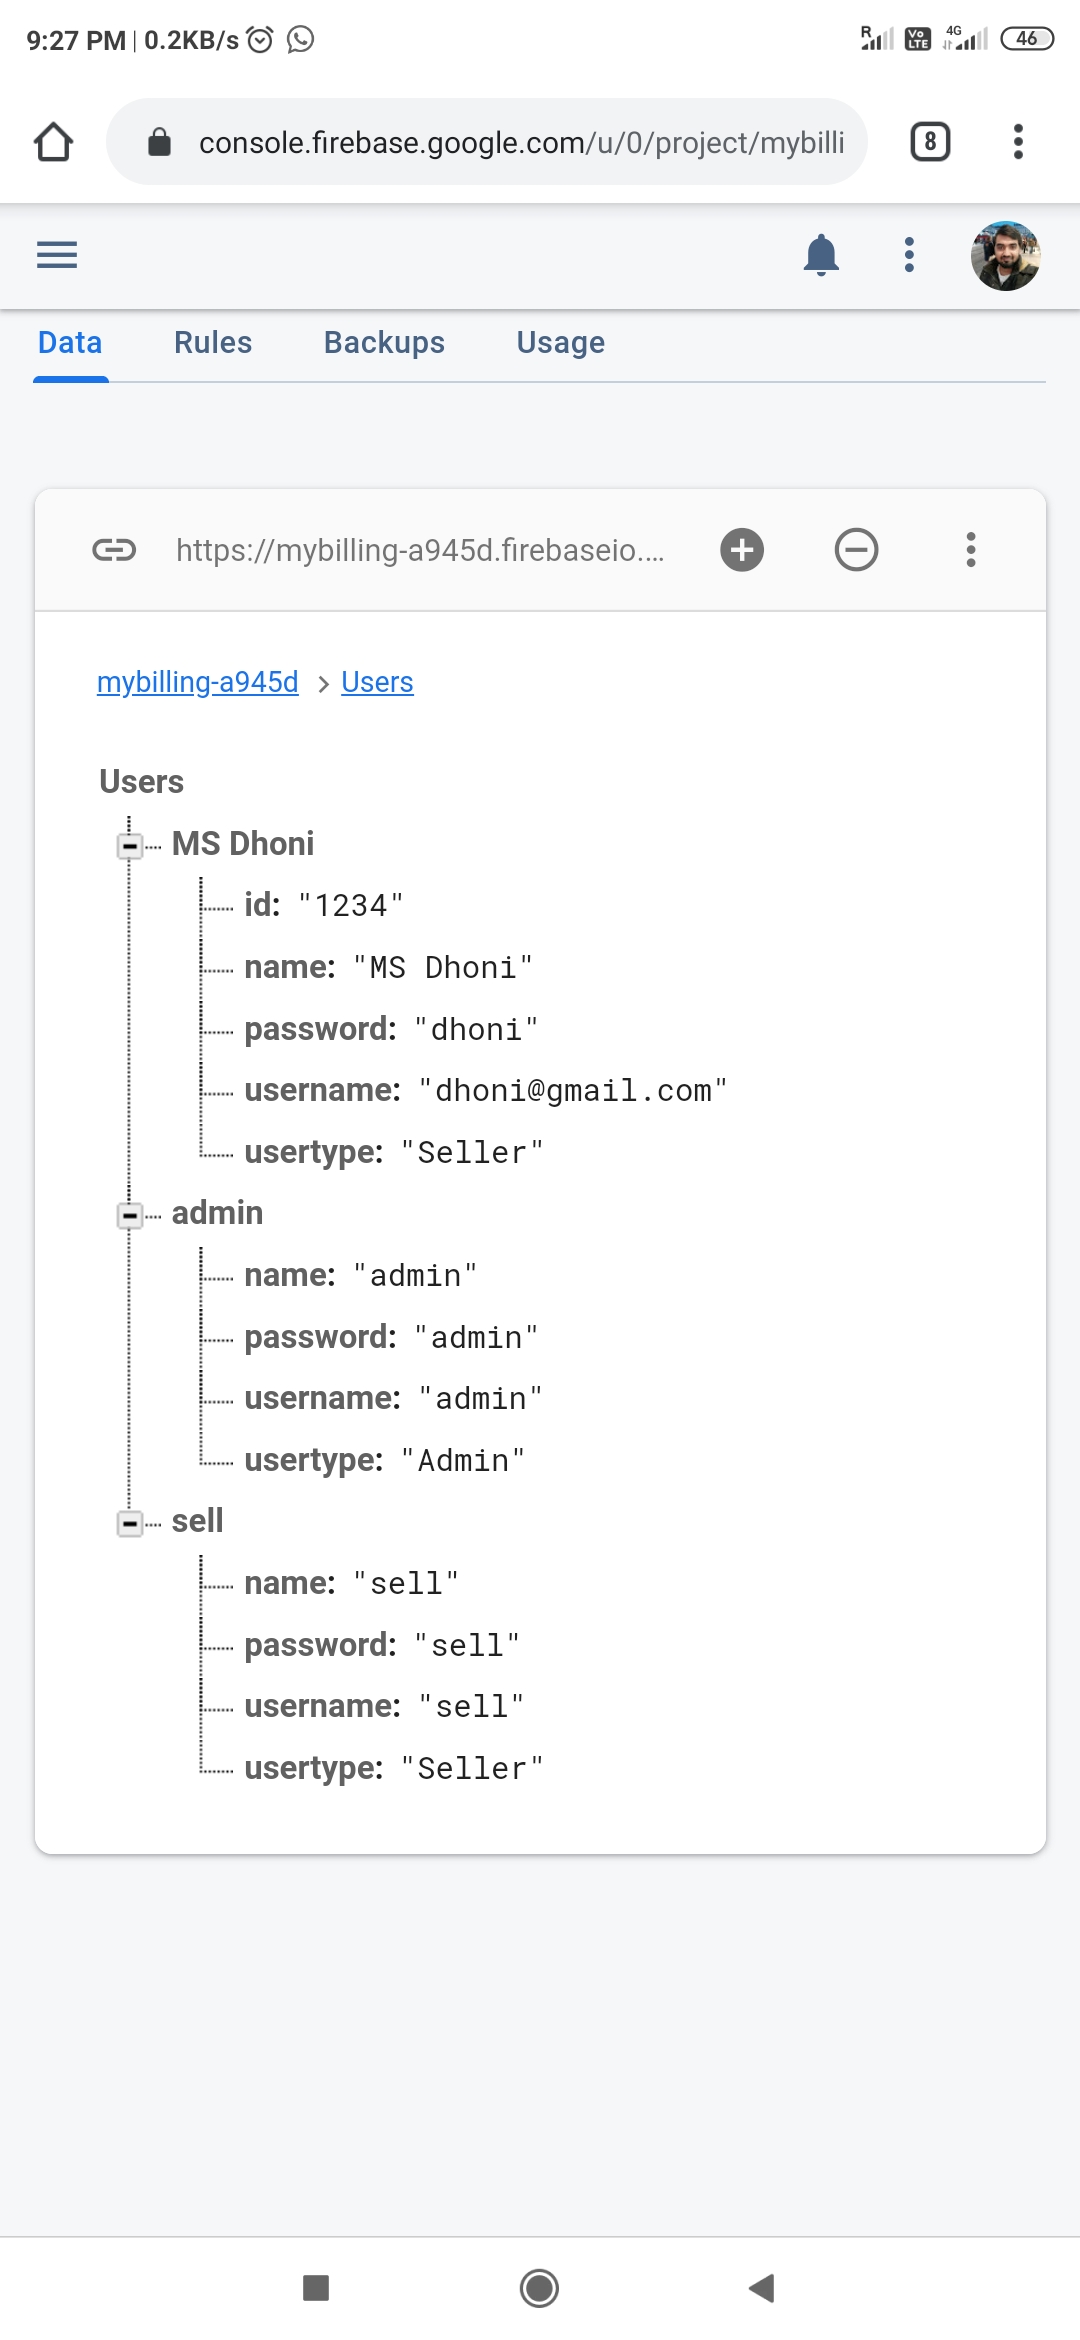 9:27 PM | 0.2KB/s
R Vo LTE 4G 46
console.firebase.google.com/u/0/project/mybilli
8
Data Rules Backups Usage
https://mybilling-a945d.firebaseio....
mybilling-a945d > Users
Users
MS Dhoni
id: "1234"
name: "MS Dhoni"
password: "dhoni"
username: "dhoni@gmail.com"
usertype: "Seller"
admin
name: "admin"
password: "admin"
username: "admin"
usertype: "Admin"
sell
name: "sell"
password: "sell"
username: "sell"
usertype: "Seller"